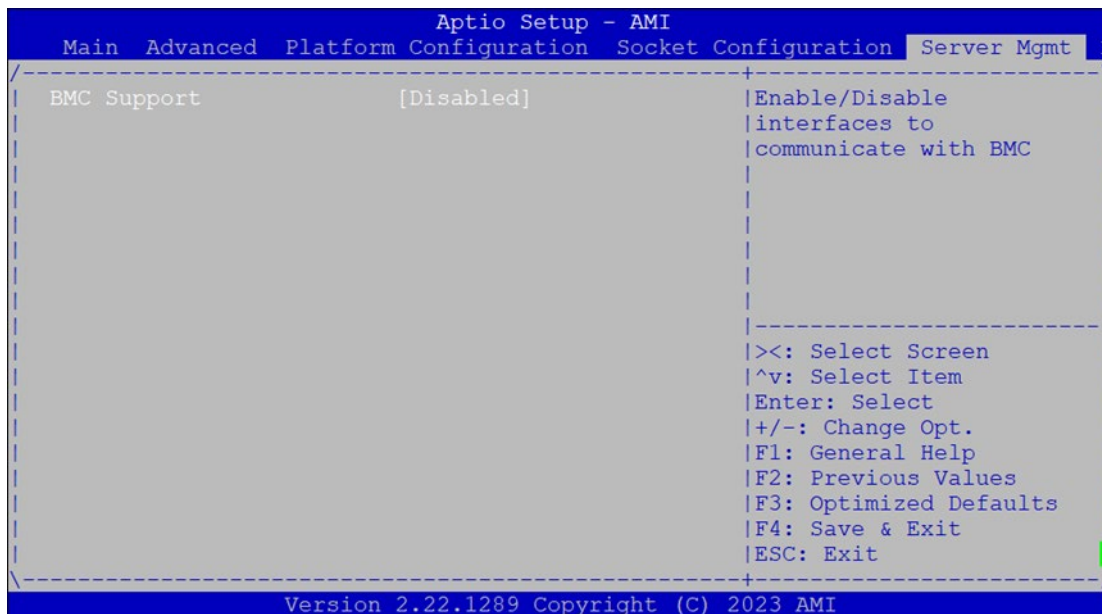 Aptio Setup - AMI
Main Advanced Platform Configuration Socket Configuration Server Mgmt
/----------------------------------------------------+-------------------------
| BMC Support [Disabled] |Enable/Disable
| |interfaces to
| |communicate with BMC
| |
| |
| |
| |
| |
| |
| |-------------------------
| |><: Select Screen
| |^v: Select Item
| |Enter: Select
| |+/-: Change Opt.
| |F1: General Help
| |F2: Previous Values
| |F3: Optimized Defaults
| |F4: Save & Exit
| |ESC: Exit
\----------------------------------------------------+-------------------------
Version 2.22.1289 Copyright (C) 2023 AMI